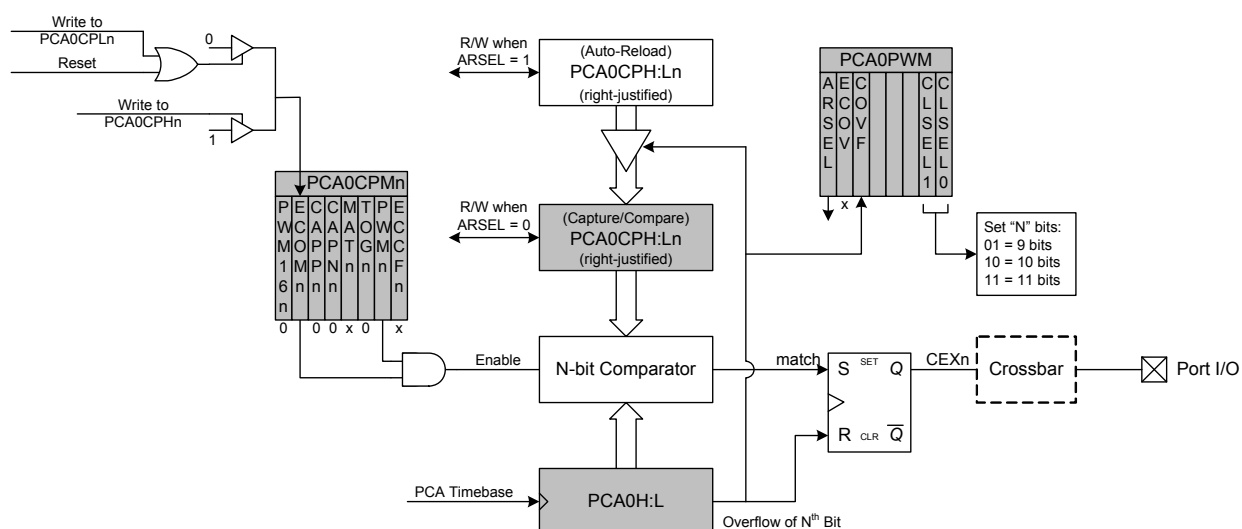 Write to
PCA0CPLn
Reset
0
Write to
PCA0CPHn
1
R/W when
ARSEL = 1
(Auto-Reload)
PCA0CPH:Ln
(right-justified)
PCA0PWM
ARSEL
ECOV
COVF
CLSEL1
CLSEL0
x
Set “N” bits:
01 = 9 bits
10 = 10 bits
11 = 11 bits
PCA0CPMn
PWM16n
ECOMn
CAPPn
CAPNn
MATn
TOGn
PWMn
ECCFn
0 0 0 x 0 x
R/W when
ARSEL = 0
(Capture/Compare)
PCA0CPH:Ln
(right-justified)
Enable
N-bit Comparator
match
S SET Q
R CLR Q
CEXn
Crossbar
Port I/O
PCA Timebase
PCA0H:L
Overflow of Nth Bit